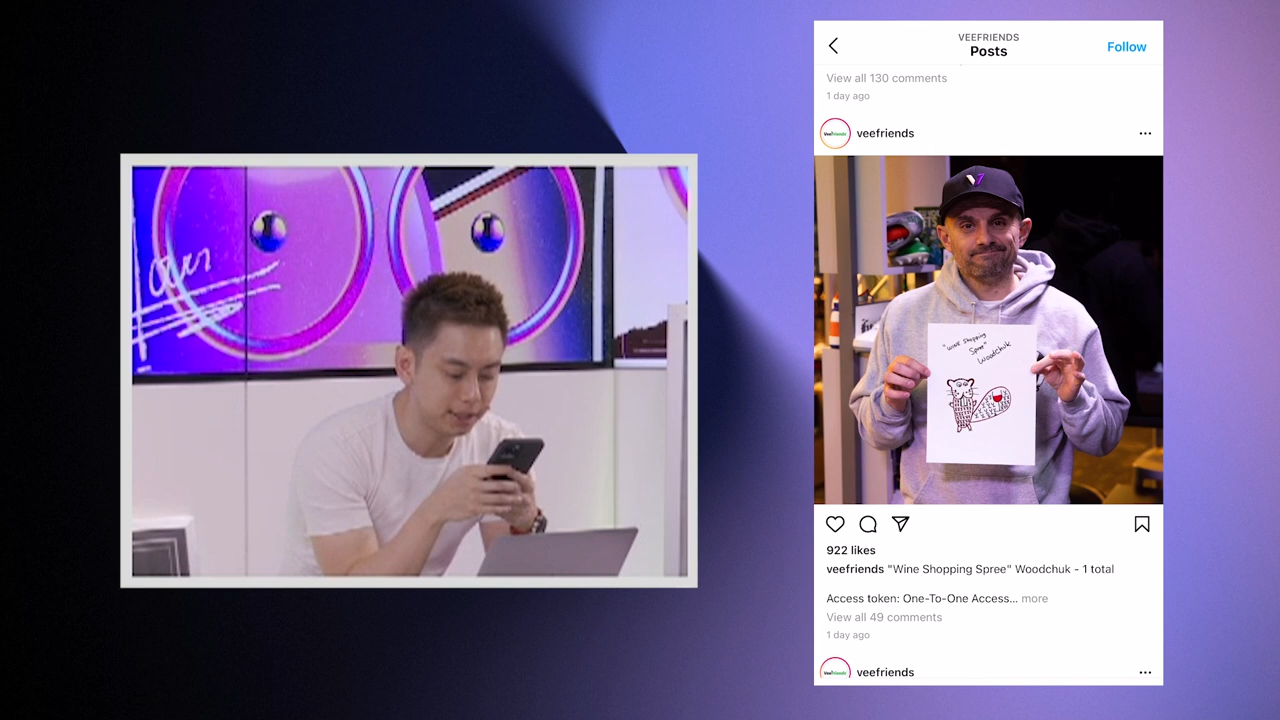 VEEFRIENDS
Posts
Follow
View all 130 comments
1 day ago
veefriends
"Wine Shopping
Spree"
Woodchuk
922 likes
veefriends "Wine Shopping Spree" Woodchuk - 1 total
Access token: One-To-One Access... more
View all 49 comments
1 day ago
veefriends